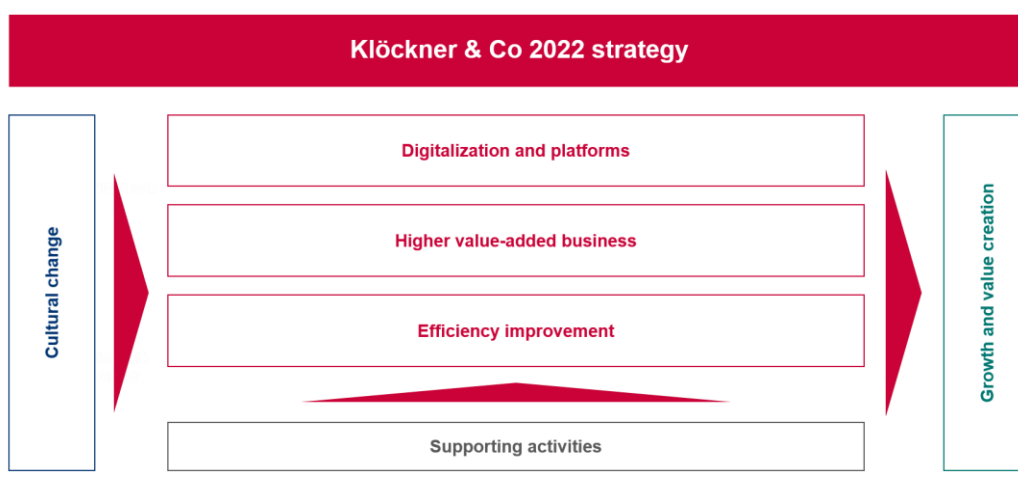 Klöckner & Co 2022 strategy
Cultural change
Digitalization and platforms
Higher value-added business
Efficiency improvement
Supporting activities
Growth and value creation